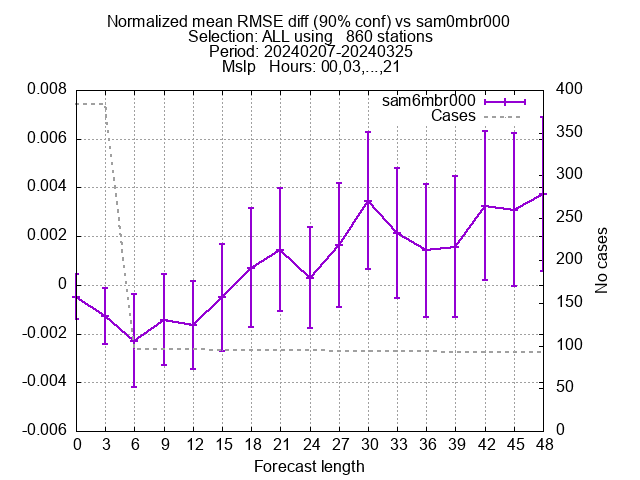 Normalized mean RMSE diff (90% conf) vs sam0mbr000
Selection: ALL using   860 stations
Period: 20240207-20240325
Mslp   Hours: 00,03,...,21
sam6mbr000
Cases
0.008
0.006
0.004
0.002
0
-0.002
-0.004
-0.006
400
350
300
250
200
150
100
50
0
No cases
0 3 6 9 12 15 18 21 24 27 30 33 36 39 42 45 48
Forecast length